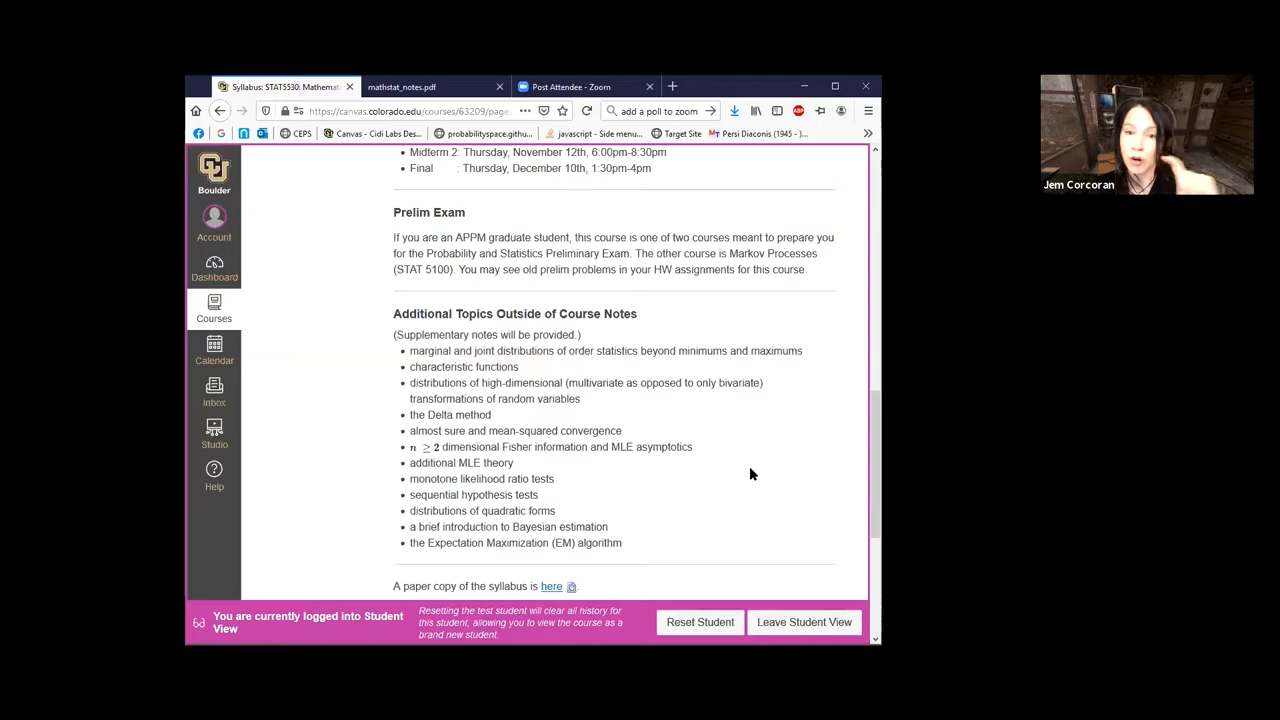 Syllabus: STAT5530: Mathemat
mathstat_notes.pdf
Post Attendee - Zoom
https://canvas.colorado.edu/courses/63209/page
add a poll to zoom
CEPS
Canvas - Cidi Labs Des...
probabilityspace.githu...
javascript - Side menu...
Target Site
Persi Diaconis (1945 - )...
Boulder
Account
Dashboard
Courses
Calendar
Inbox
Studio
Help
• Midterm 2: Thursday, November 12th, 6:00pm-8:30pm
• Final : Thursday, December 10th, 1:30pm-4pm
Prelim Exam
If you are an APPM graduate student, this course is one of two courses meant to prepare you
for the Probability and Statistics Preliminary Exam. The other course is Markov Processes
(STAT 5100). You may see old prelim problems in your HW assignments for this course.
Additional Topics Outside of Course Notes
(Supplementary notes will be provided.)
• marginal and joint distributions of order statistics beyond minimums and maximums
• characteristic functions
• distributions of high-dimensional (multivariate as opposed to only bivariate)
transformations of random variables
• the Delta method
• almost sure and mean-squared convergence
• n ≥ 2 dimensional Fisher information and MLE asymptotics
• additional MLE theory
• monotone likelihood ratio tests
• sequential hypothesis tests
• distributions of quadratic forms
• a brief introduction to Bayesian estimation
• the Expectation Maximization (EM) algorithm
A paper copy of the syllabus is here.
You are currently logged into Student
View
Resetting the test student will clear all history for
this student, allowing you to view the course as a
brand new student.
Reset Student
Leave Student View
Jem Corcoran